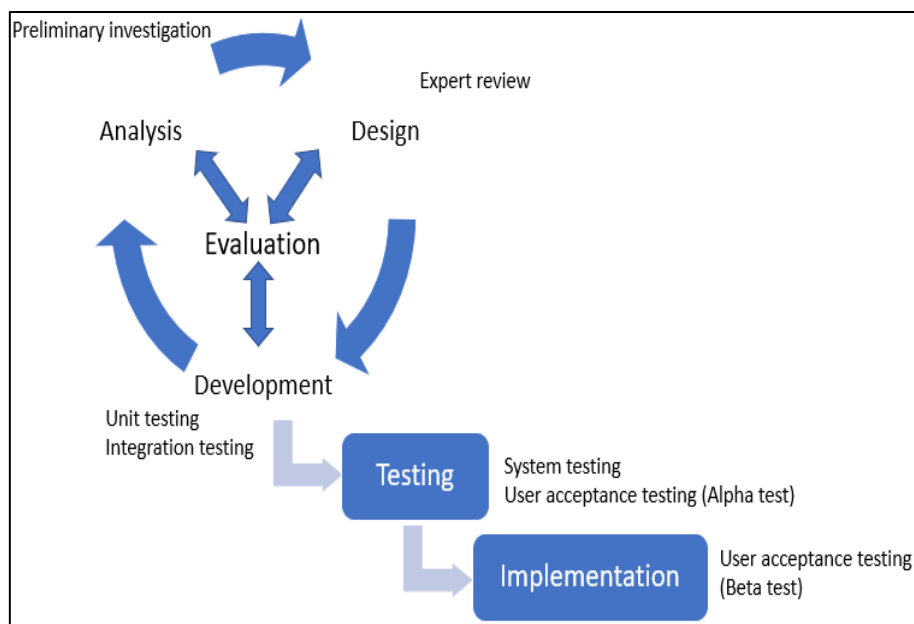 Preliminary investigation
Expert review
Analysis
Design
Evaluation
Development
Unit testing
Integration testing
Testing
System testing
User acceptance testing (Alpha test)
Implementation
User acceptance testing
(Beta test)